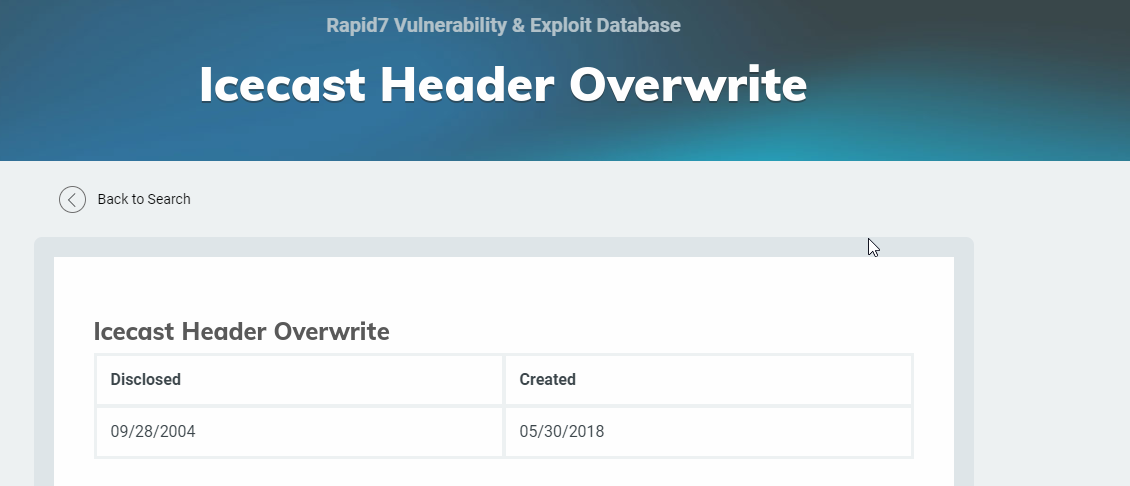 Rapid7 Vulnerability & Exploit Database
Icecast Header Overwrite
Back to Search
Icecast Header Overwrite
Disclosed Created
09/28/2004 05/30/2018